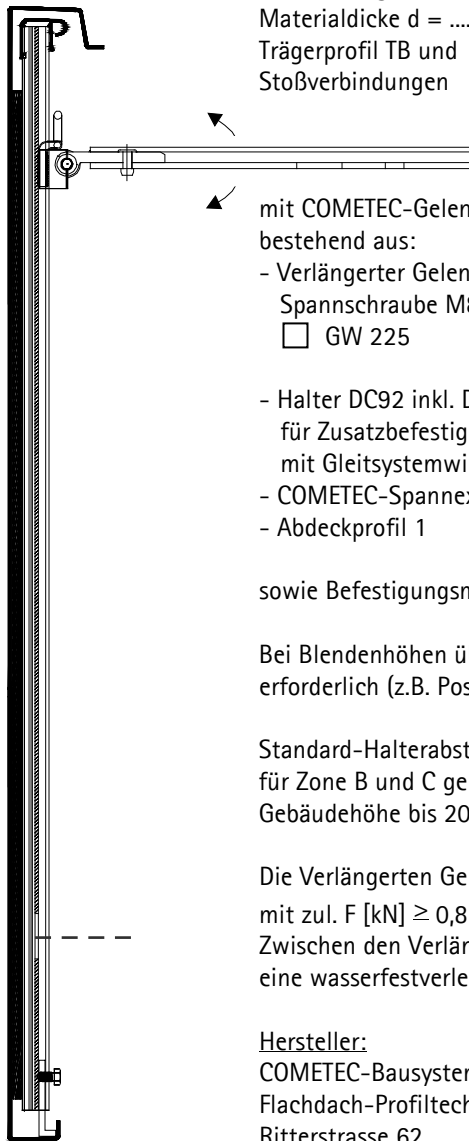 Materialdicke d = ....
Trägerprofil TB und
Stoßverbindungen
mit COMETEC-Gelen
bestehend aus:
- Verlängerter Gelen
Spannschraube M8
☐ GW 225
- Halter DC92 inkl. D
für Zusatzbefestig
mit Gleitsystemwi
- COMETEC-Spannex
- Abdeckprofil 1
sowie Befestigungsm
Bei Blendenhöhen ü
erforderlich (z.B. Pos
Standard-Halterabst
für Zone B und C ge
Gebäudehöhe bis 20
Die Verlängerten Ge
mit zul. F [kN] ≥ 0,8
Zwischen den Verlän
eine wasserfestverle
Hersteller:
COMETEC-Bausyster
Flachdach-Profiltech
Ritterstrasse 62